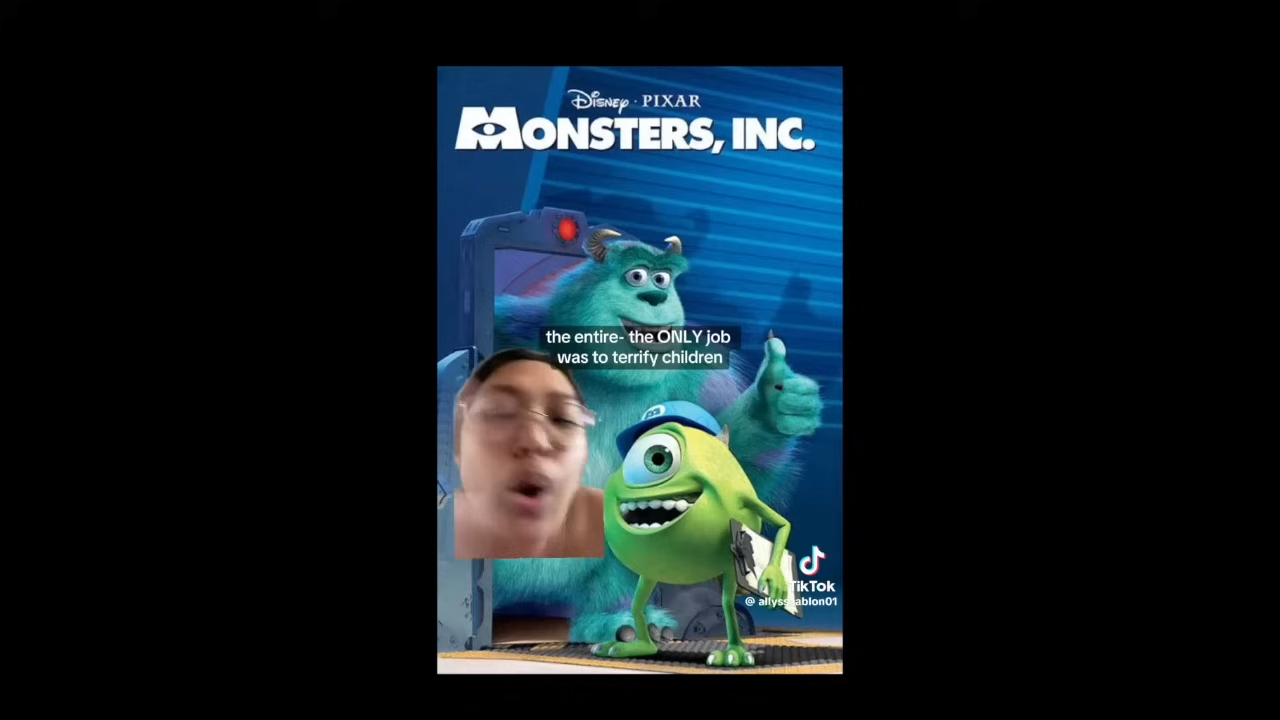 Disney · PIXAR
MONSTERS, INC.
the entire- the ONLY job
was to terrify children
TikTok